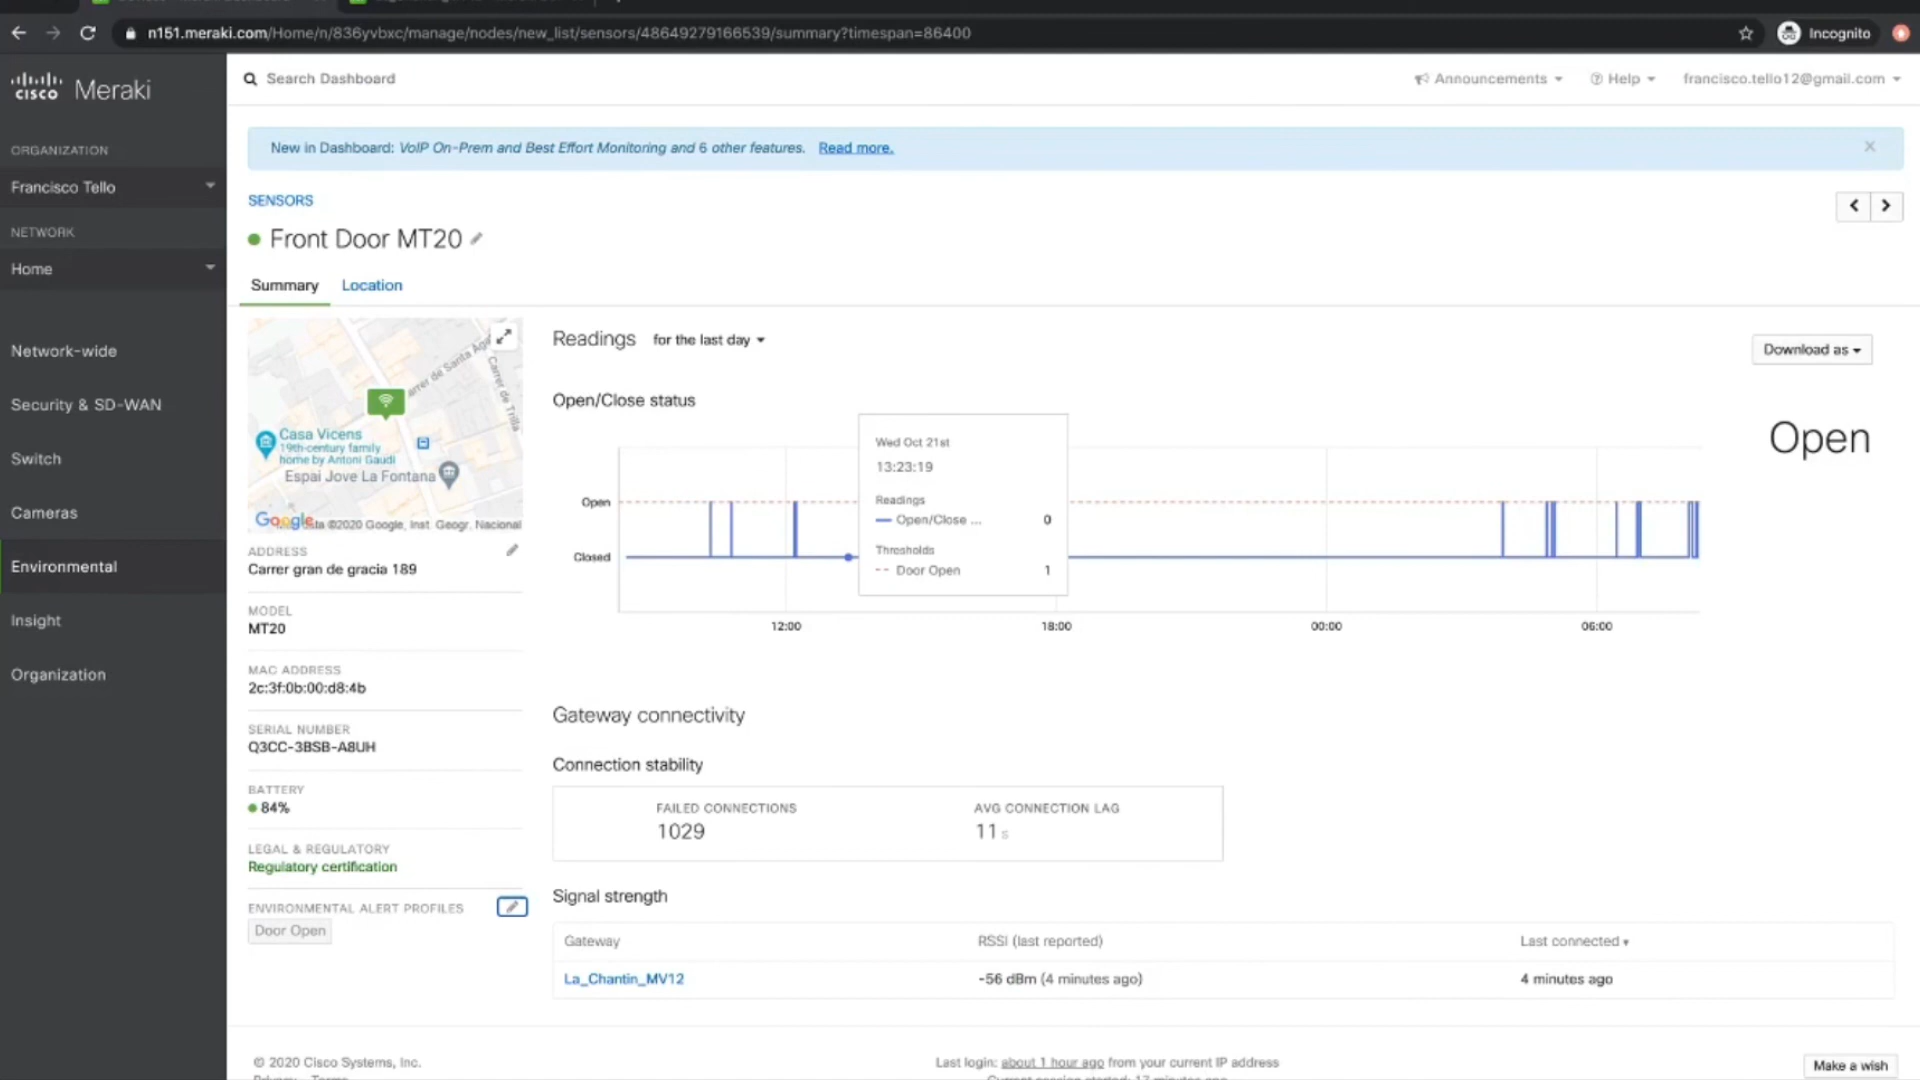 n151.meraki.com/Home/n/836yvbxc/manage/nodes/new_list/sensors/48649279166539/summary?timespan=86400
Incognito
CISCO Meraki
Search Dashboard
Announcements
Help
francisco.tello12@gmail.com
ORGANIZATION
Francisco Tello
NETWORK
Home
Network-wide
Security & SD-WAN
Switch
Cameras
Environmental
Insight
Organization
New in Dashboard: VoIP On-Prem and Best Effort Monitoring and 6 other features. Read more.
SENSORS
Front Door MT20
Summary
Location
Carrer de Trilla
Casa Vicens
19th-century family
home by Antoni Gaudi
Espai Jove La Fontana
Google
©2020 Google, Inst. Geogr. Nacional
ADDRESS
Carrer gran de gracia 189
MODEL
MT20
MAC ADDRESS
2c:3f:0b:00:d8:4b
SERIAL NUMBER
Q3CC-3BSB-A8UH
BATTERY
84%
LEGAL & REGULATORY
Regulatory certification
ENVIRONMENTAL ALERT PROFILES
Door Open
Readings for the last day
Download as
Open/Close status
Open
Open
Closed
Wed Oct 21st
13:23:19
Readings
Open/Close ... 0
Thresholds
-- Door Open 1
12:00
18:00
00:00
06:00
Gateway connectivity
Connection stability
FAILED CONNECTIONS
1029
AVG CONNECTION LAG
11 s
Signal strength
Gateway
RSSI (last reported)
Last connected
La_Chantin_MV12
-56 dBm (4 minutes ago)
4 minutes ago
© 2020 Cisco Systems, Inc.
Last login: about 1 hour ago from your current IP address
Make a wish